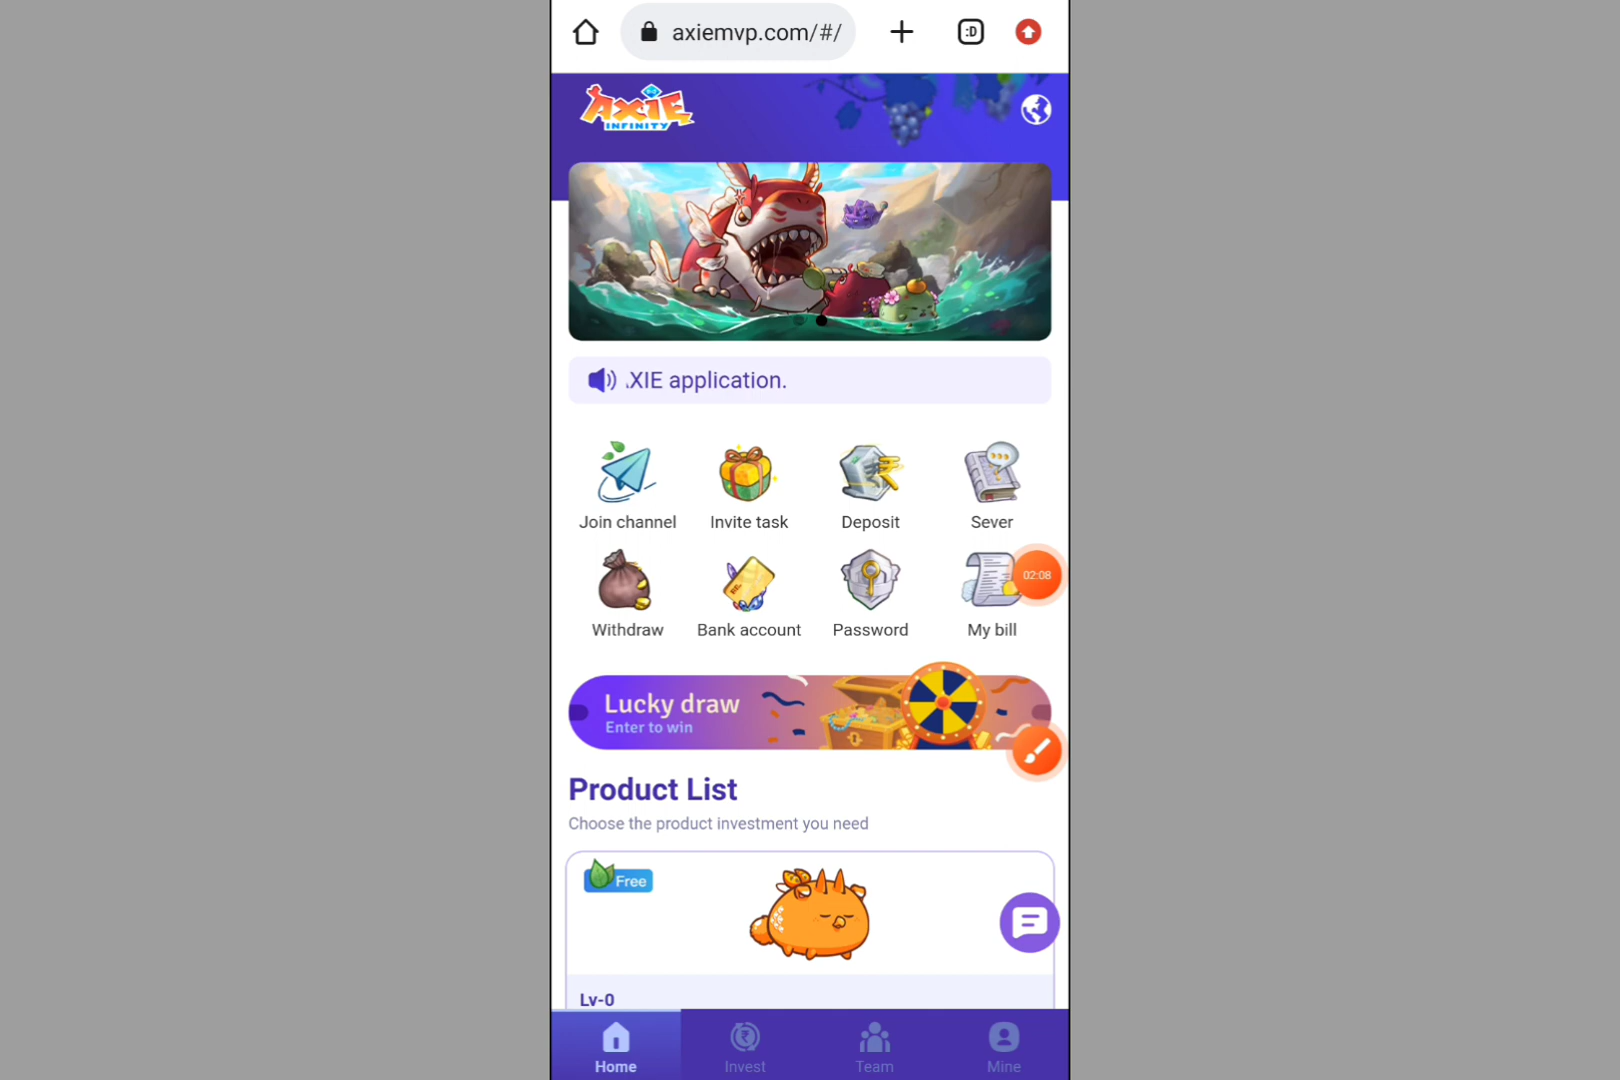 axiemvp.com/#/
:D
AXIE
INFINITY
XIE application.
Join channel
Invite task
Deposit
Sever
Withdraw
Bank account
Password
My bill
02:08
Lucky draw
Enter to win
Product List
Choose the product investment you need
Free
Lv-0
Home
Invest
Team
Mine